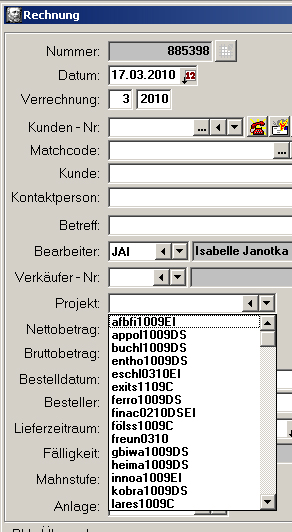 Rechnung
Nummer: 885398
Datum: 17.03.2010 12
Verrechnung: 3 2010
Kunden - Nr: ...
Matchcode: ...
Kunde:
Kontaktperson:
Betreff:
Bearbeiter: JAI Isabelle Janotka
Verkäufer - Nr:
Projekt:
Nettobetrag: afbfi1009EI
appol1009DS
Bruttobetrag: buchl1009DS
entho1009DS
Bestelldatum: eschl0310EI
exits1109C
Besteller: ferro1009DS
finac0210DSEI
Lieferzeitraum: fölss1009C
freun0310
Fälligkeit: gbiwa1009DS
heima1009DS
Mahnstufe: innoa1009EI
kobra1009DS
Anlage: lares1009C